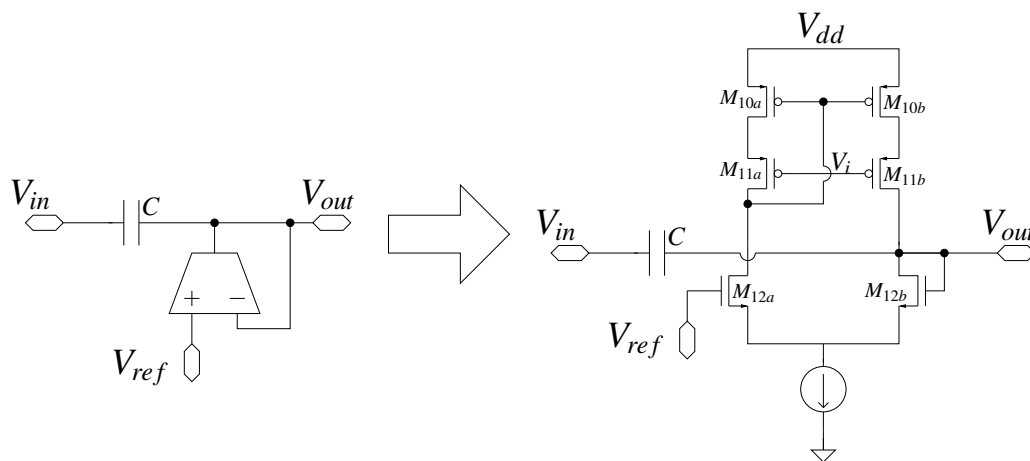 V_in
C
V_out
+
−
V_ref
V_dd
M_10a
M_10b
M_11a
V_i
M_11b
V_in
C
V_out
M_12a
M_12b
V_ref